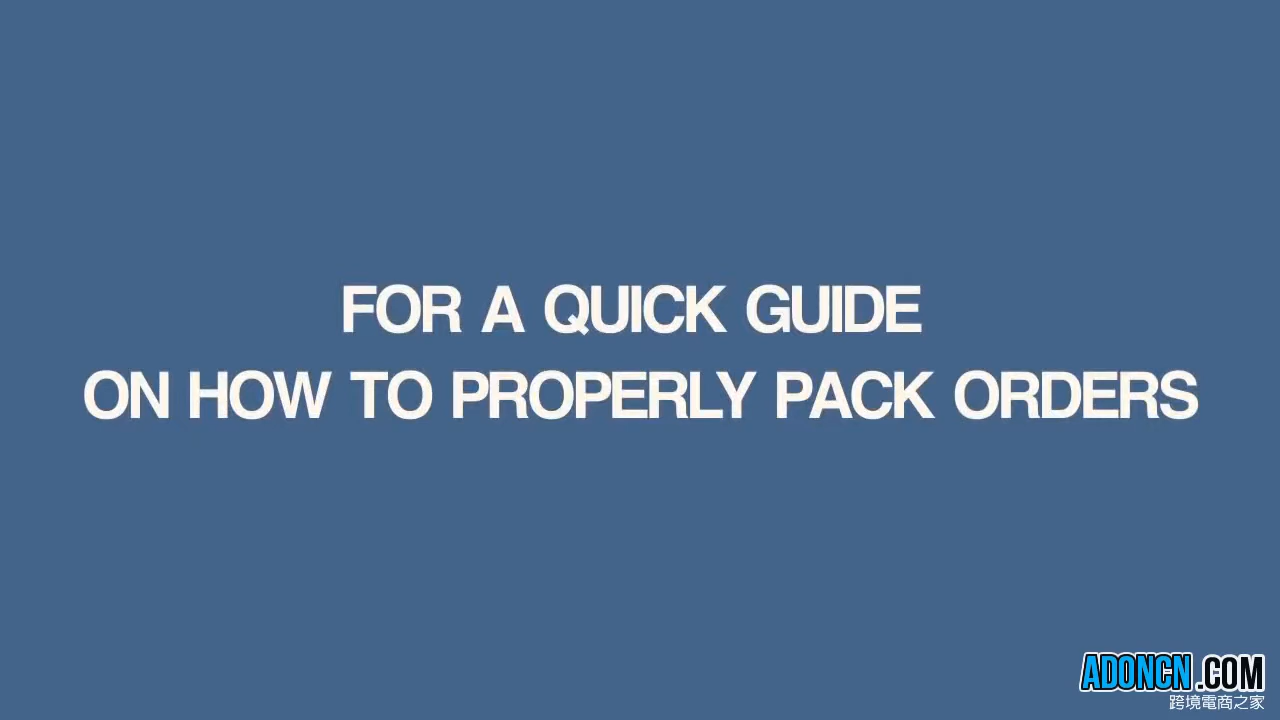 FOR A QUICK GUIDE
ON HOW TO PROPERLY PACK ORDERS
ADONCN.COM
跨境電商之家